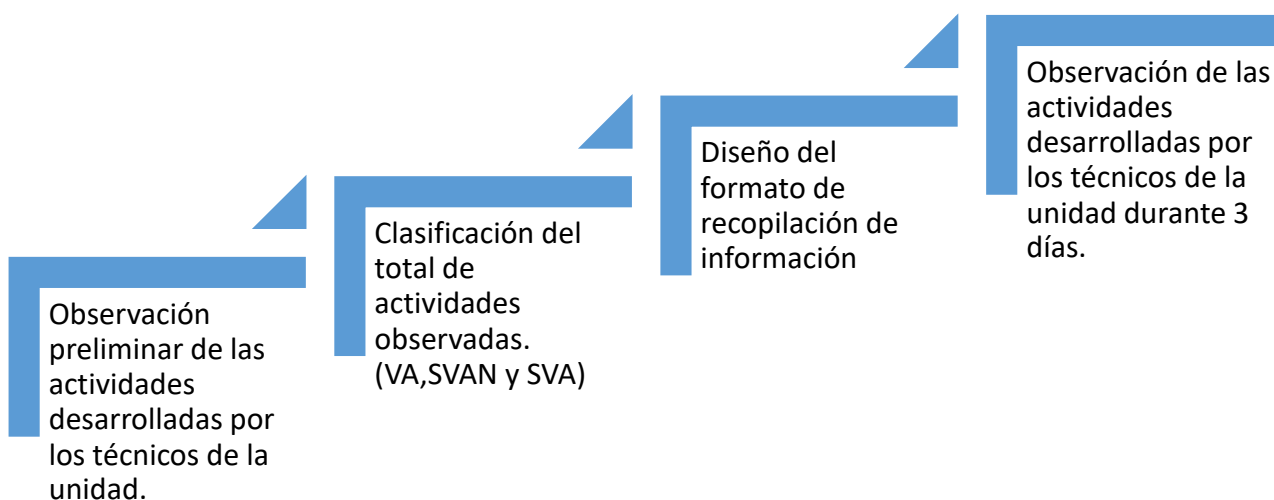 Observación
preliminar de las
actividades
desarrolladas por
los técnicos de la
unidad.
Clasificación del
total de
actividades
observadas.
(VA,SVAN y SVA)
Diseño del
formato de
recopilación de
información
Observación de las
actividades
desarrolladas por
los técnicos de la
unidad durante 3
días.